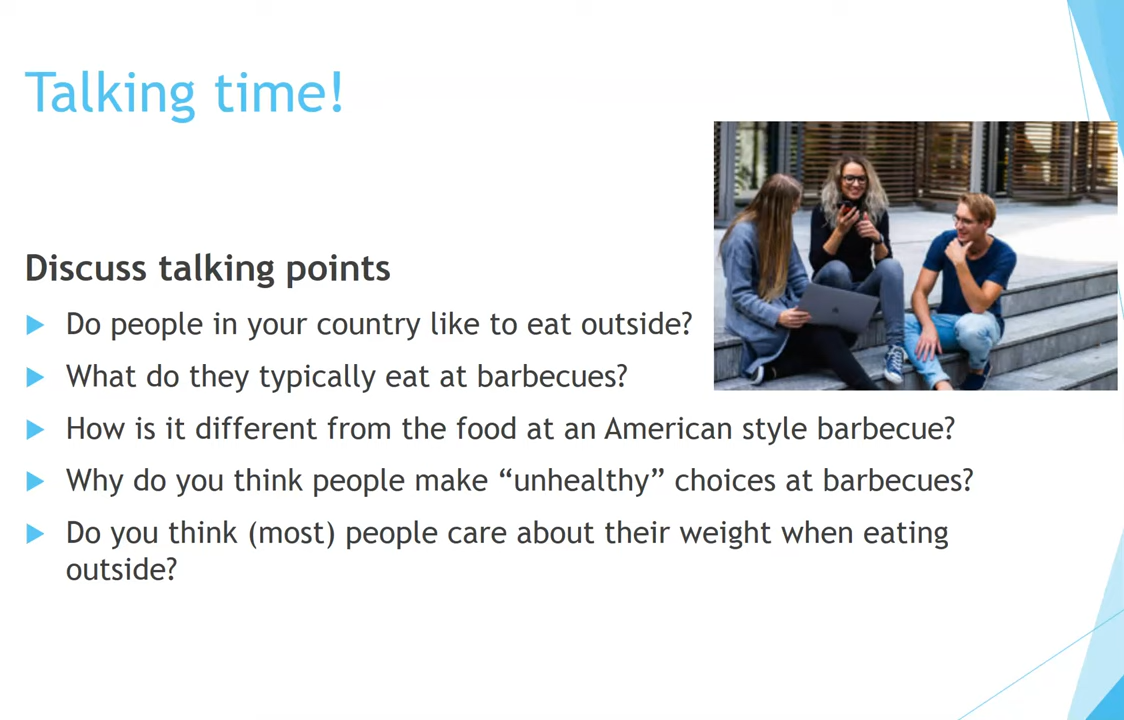 Talking time!
Discuss talking points
Do people in your country like to eat outside?
What do they typically eat at barbecues?
How is it different from the food at an American style barbecue?
Why do you think people make “unhealthy” choices at barbecues?
Do you think (most) people care about their weight when eating
outside?